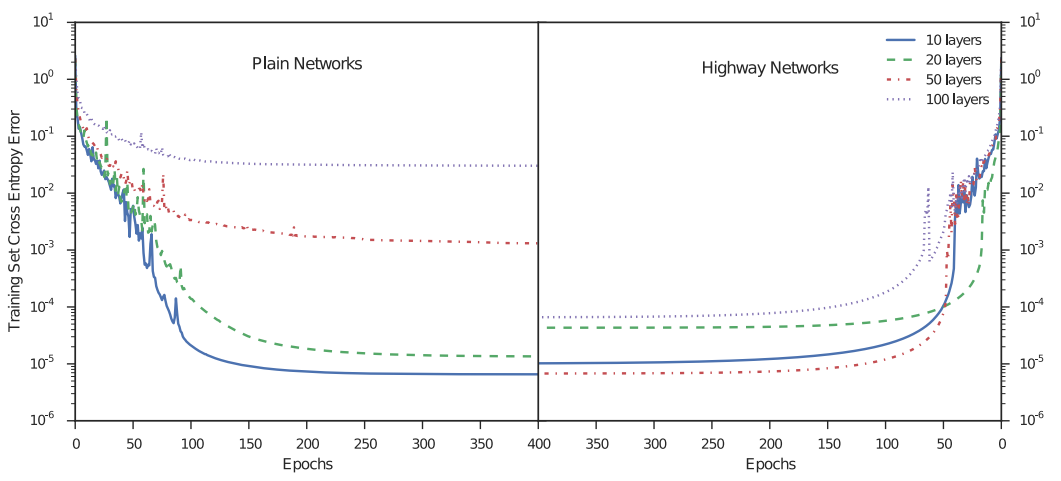 Plain Networks
Highway Networks
10 layers
20 layers
50 layers
100 layers
Training Set Cross Entropy Error
10^1
10^0
10^-1
10^-2
10^-3
10^-4
10^-5
10^-6
0 50 100 150 200 250 300 350 400 350 300 250 200 150 100 50 0
Epochs
Epochs
10^1
10^0
10^-1
10^-2
10^-3
10^-4
10^-5
10^-6